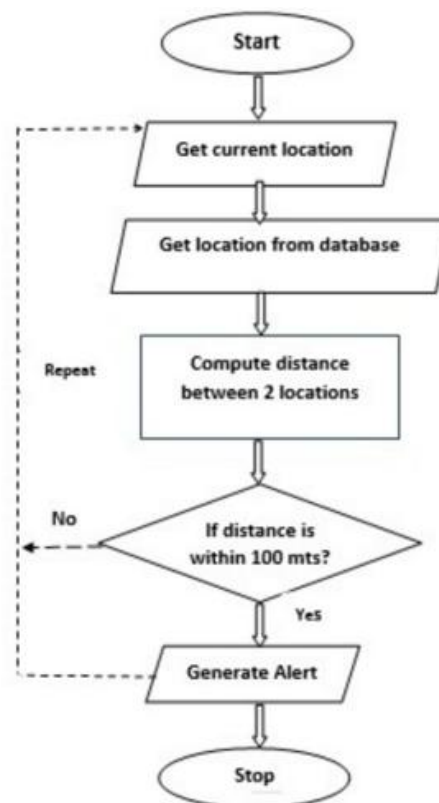 Start
Get current location
Get location from database
Compute distance
between 2 locations
Repeat
No
If distance is
within 100 mts?
Yes
Generate Alert
Stop